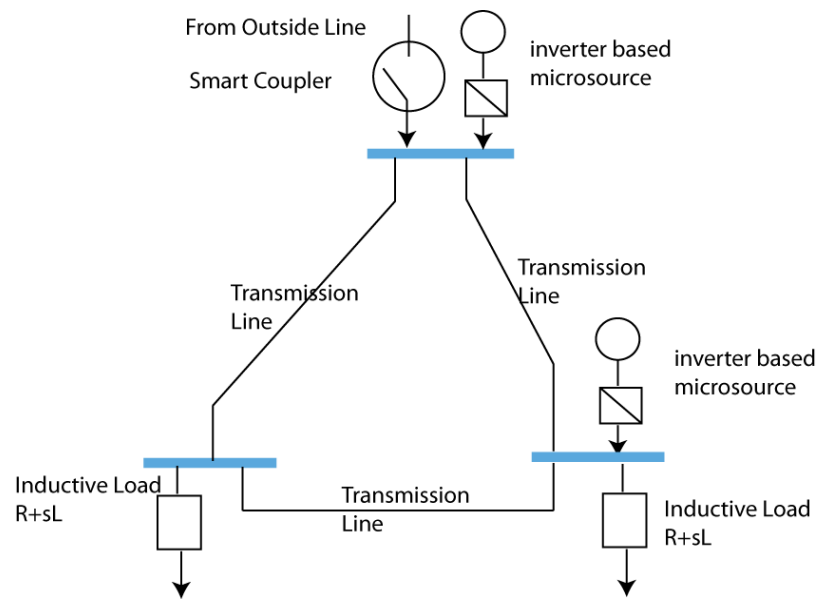 From Outside Line
Smart Coupler
inverter based
microsource
Transmission
Line
Transmission
Line
inverter based
microsource
Inductive Load
R+sL
Transmission
Line
Inductive Load
R+sL